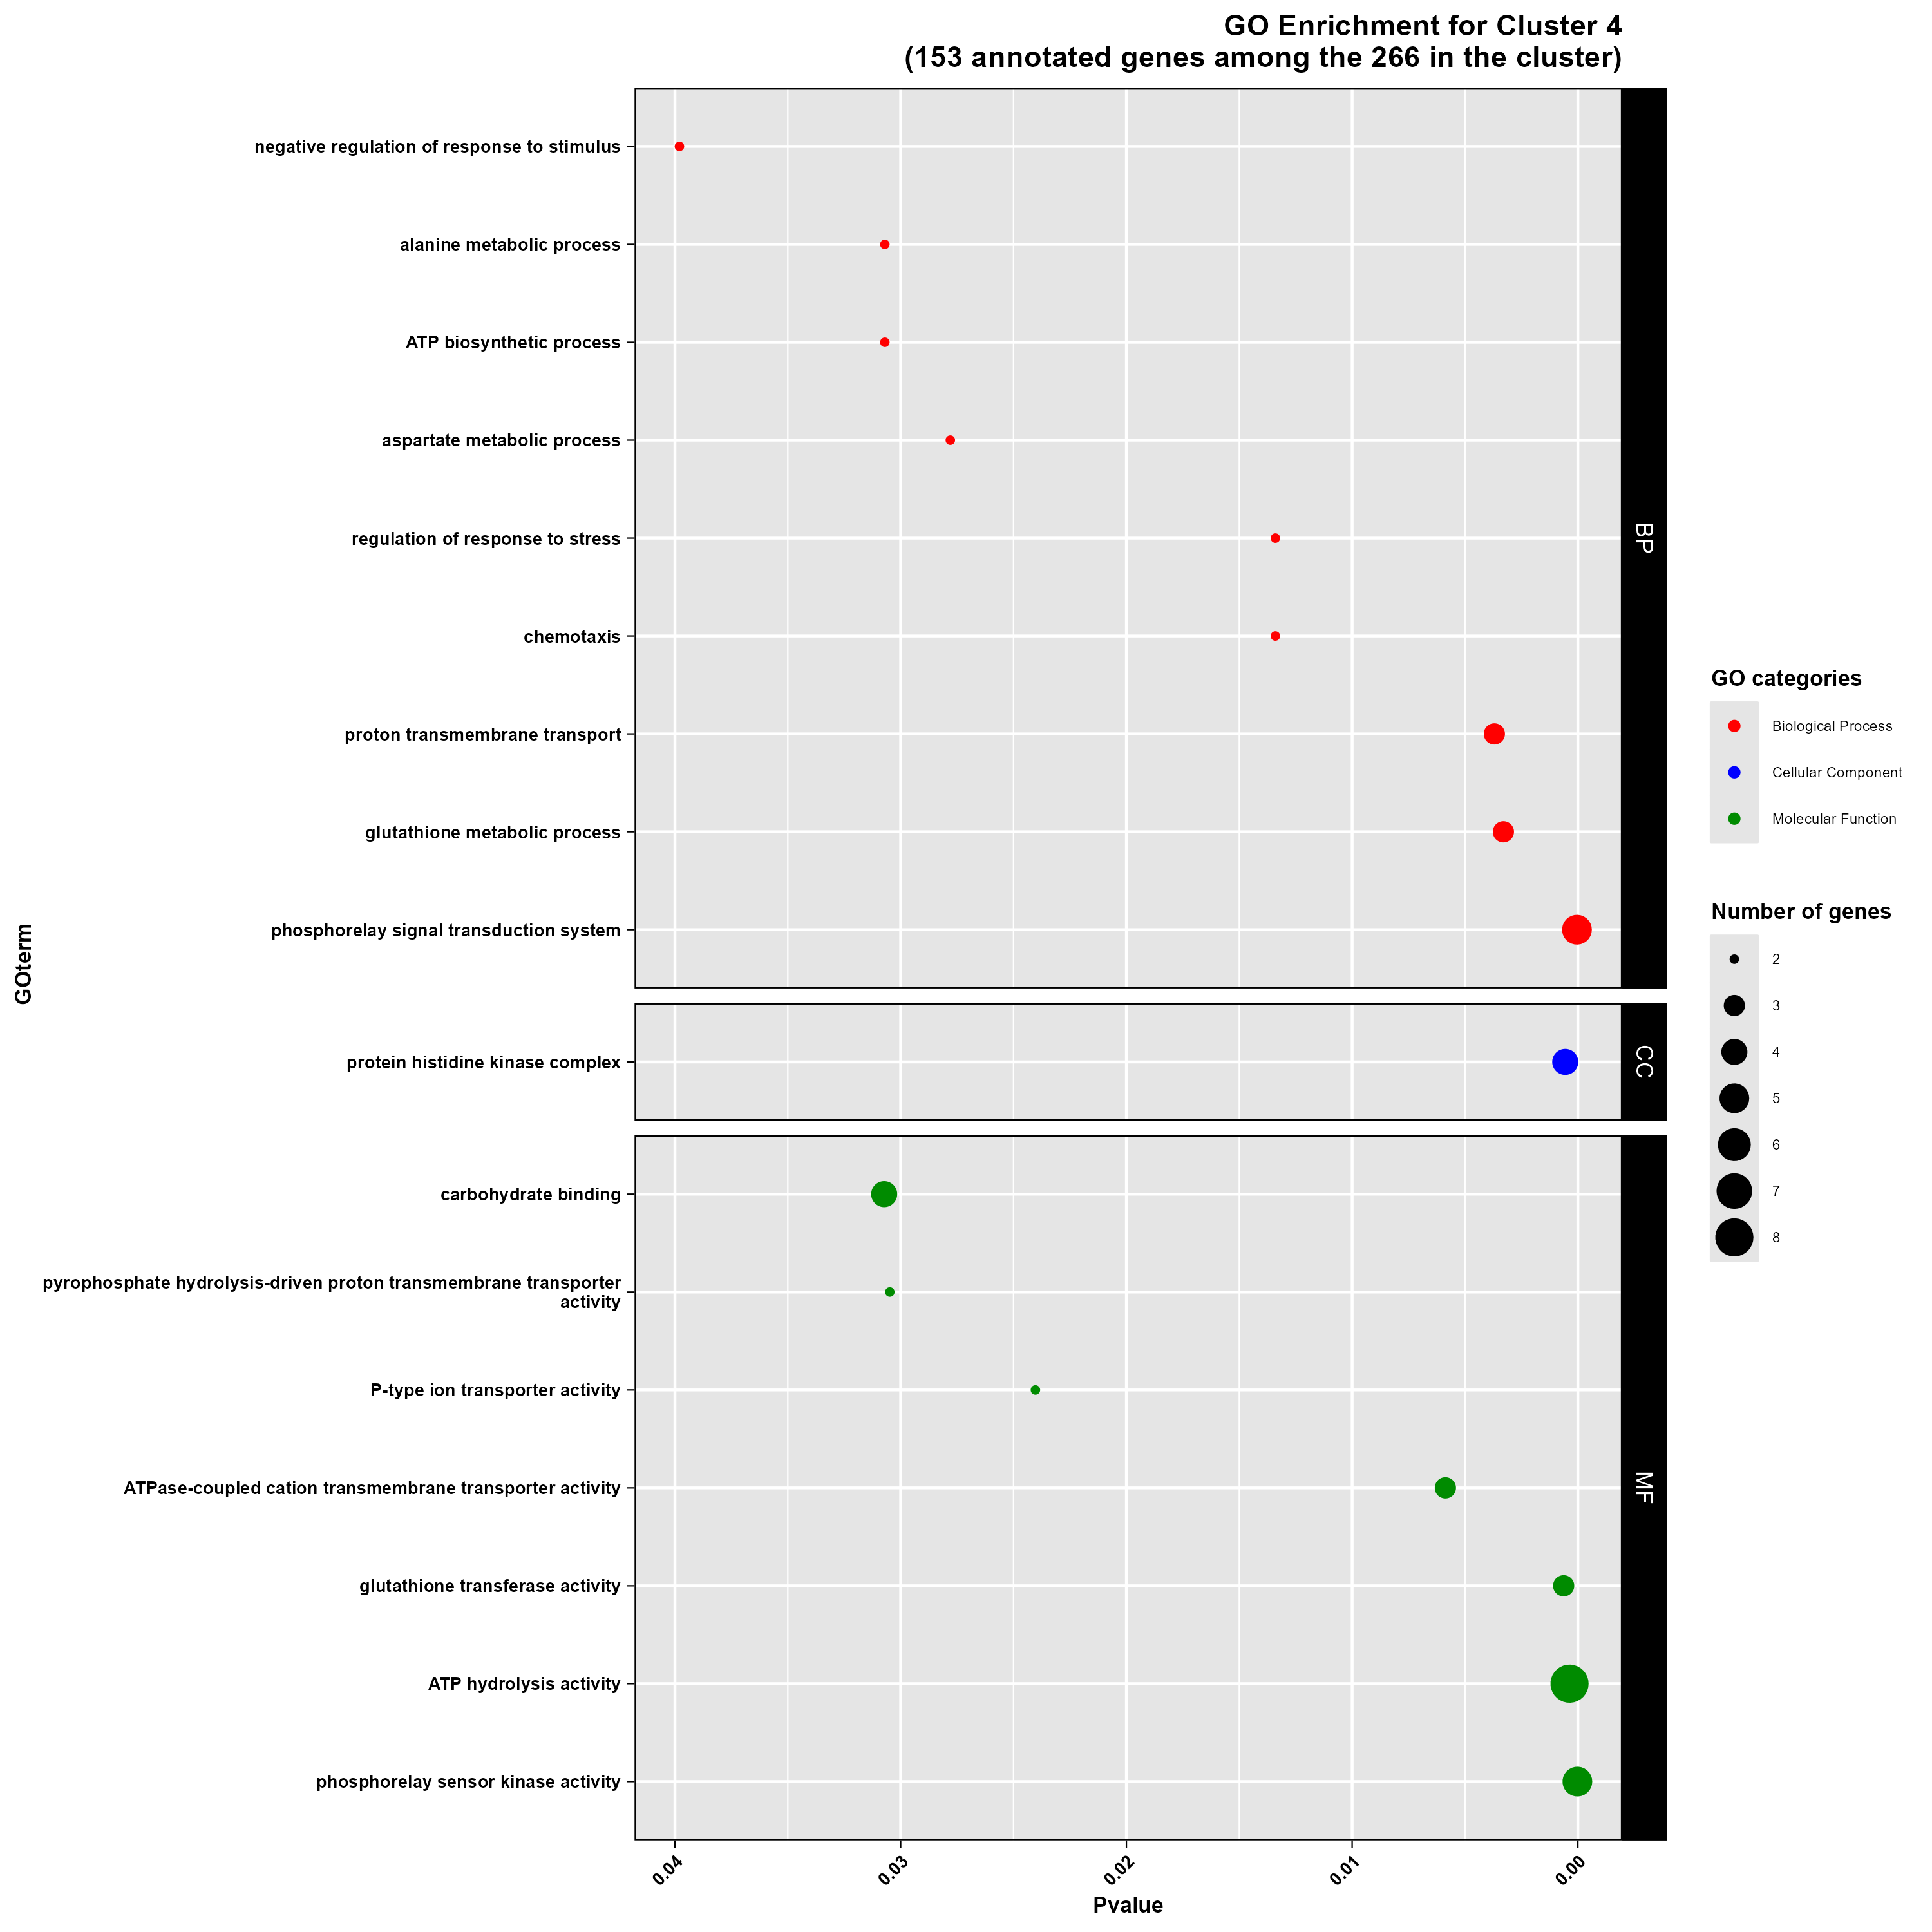 GO Enrichment for Cluster 4
(153 annotated genes among the 266 in the cluster)
GOterm
negative regulation of response to stimulus
alanine metabolic process
ATP biosynthetic process
aspartate metabolic process
regulation of response to stress
chemotaxis
proton transmembrane transport
glutathione metabolic process
phosphorelay signal transduction system
BP
protein histidine kinase complex
CC
carbohydrate binding
pyrophosphate hydrolysis-driven proton transmembrane transporter
activity
P-type ion transporter activity
ATPase-coupled cation transmembrane transporter activity
glutathione transferase activity
ATP hydrolysis activity
phosphorelay sensor kinase activity
MF
0.04
0.03
0.02
0.01
0.00
Pvalue
GO categories
Biological Process
Cellular Component
Molecular Function
Number of genes
2
3
4
5
6
7
8